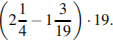 (2 1/4 − 1 3/19) · 19.